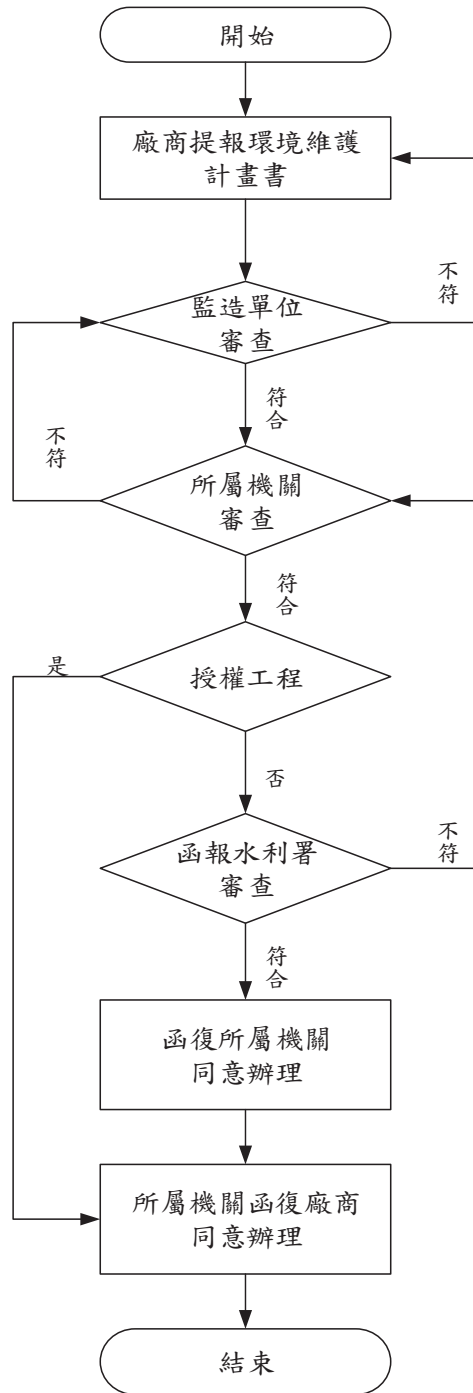 開始
廠商提報環境維護
計畫書
不符
監造單位
審查
符合
不符
所屬機關
審查
符合
是
授權工程
否
函報水利署
審查
不符
符合
函復所屬機關
同意辦理
所屬機關函復廠商
同意辦理
結束